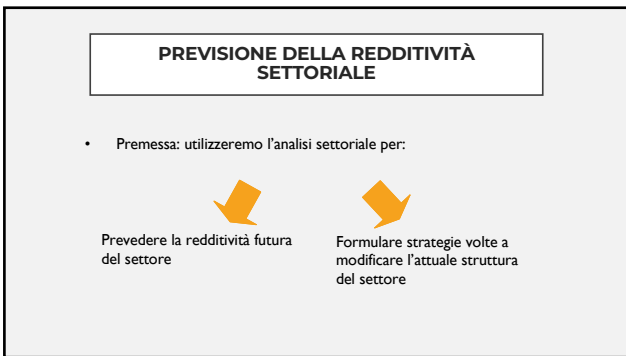 PREVISIONE DELLA REDDITIVITÀ
SETTORIALE
• Premessa: utilizzeremo l’analisi settoriale per:
Prevedere la redditività futura
del settore
Formulare strategie volte a
modificare l’attuale struttura
del settore